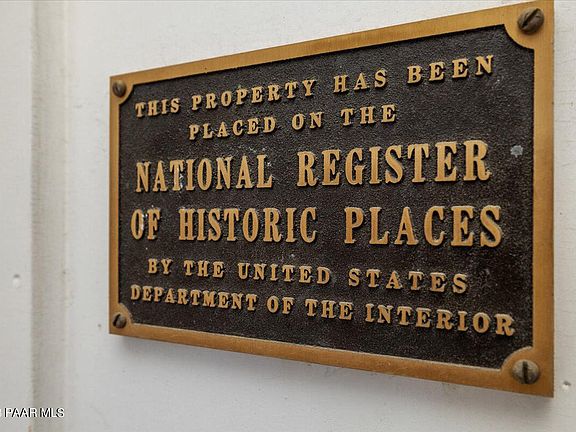 THIS PROPERTY HAS BEEN
PLACED ON THE
NATIONAL REGISTER
OF HISTORIC PLACES
BY THE UNITED STATES
DEPARTMENT OF THE INTERIOR
PAAR MLS